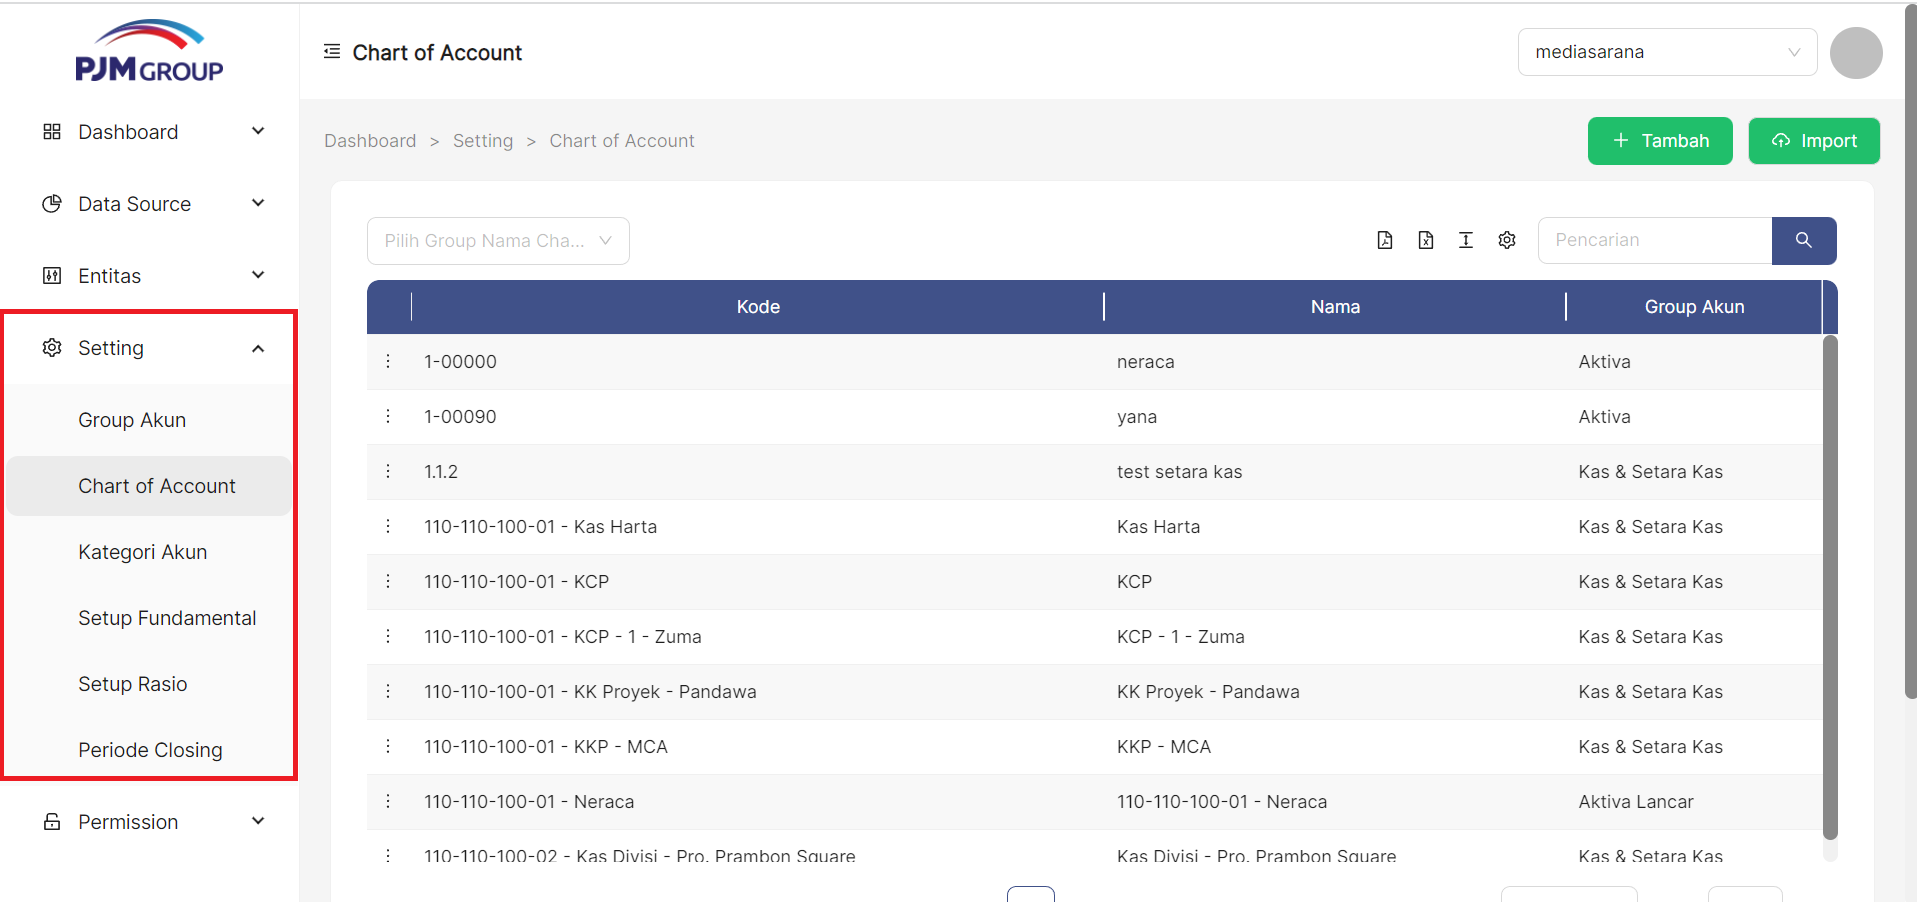 PJM GROUP
Dashboard
Data Source
Entitas
Setting
Group Akun
Chart of Account
Kategori Akun
Setup Fundamental
Setup Rasio
Periode Closing
Permission
Chart of Account
mediasarana
Dashboard > Setting > Chart of Account
+ Tambah
Import
Pilih Group Nama Cha...
Pencarian
Kode Nama Group Akun
1-00000 neraca Aktiva
1-00090 yana Aktiva
1.1.2 test setara kas Kas & Setara Kas
110-110-100-01 - Kas Harta Kas Harta Kas & Setara Kas
110-110-100-01 - KCP KCP Kas & Setara Kas
110-110-100-01 - KCP - 1 - Zuma KCP - 1 - Zuma Kas & Setara Kas
110-110-100-01 - KK Proyek - Pandawa KK Proyek - Pandawa Kas & Setara Kas
110-110-100-01 - KKP - MCA KKP - MCA Kas & Setara Kas
110-110-100-01 - Neraca 110-110-100-01 - Neraca Aktiva Lancar
110-110-100-02 - Kas Divisi - Pro. Prambon Square Kas Divisi - Pro. Prambon Square Kas & Setara Kas